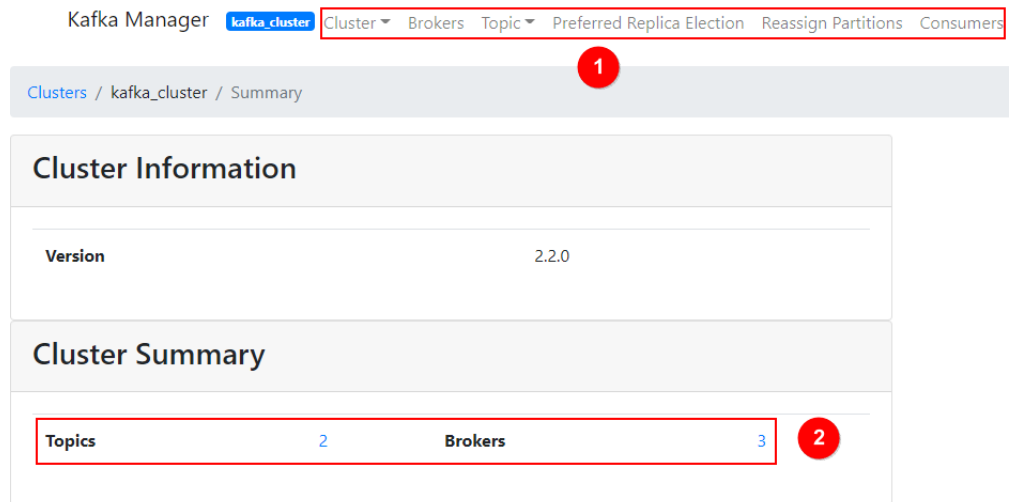 Kafka Manager kafka_cluster Cluster Brokers Topic Preferred Replica Election Reassign Partitions Consumers
1
Clusters / kafka_cluster / Summary
Cluster Information
Version 2.2.0
Cluster Summary
Topics 2 Brokers 3 2